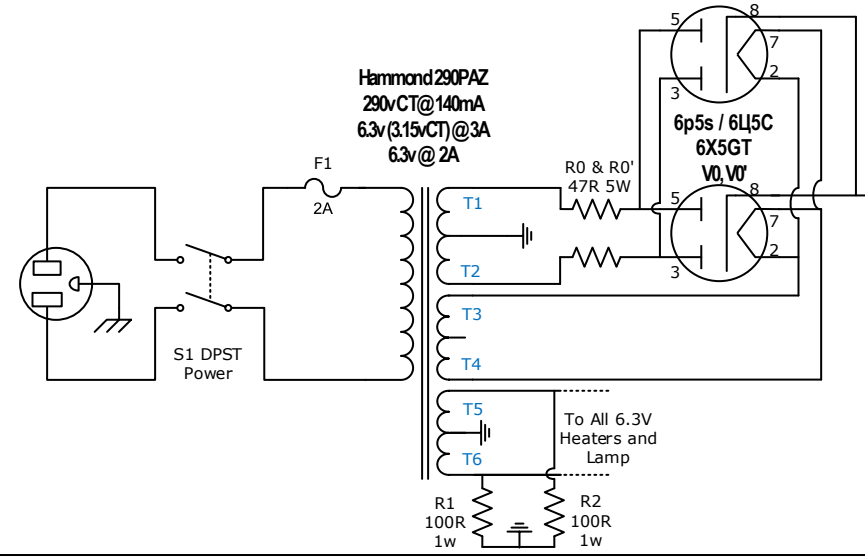 Hammond 290PAZ
290vCT@140mA
6.3v (3.15vCT) @3A
6.3v @ 2A
F1
2A
S1 DPST
Power
T1
T2
T3
T4
T5
T6
R0 & R0'
47R 5W
5
8
7
2
3
6p5s / 6Ц5С
6X5GT
V0, V0'
5
8
7
2
3
To All 6.3V
Heaters and
Lamp
R1
100R
1w
R2
100R
1w